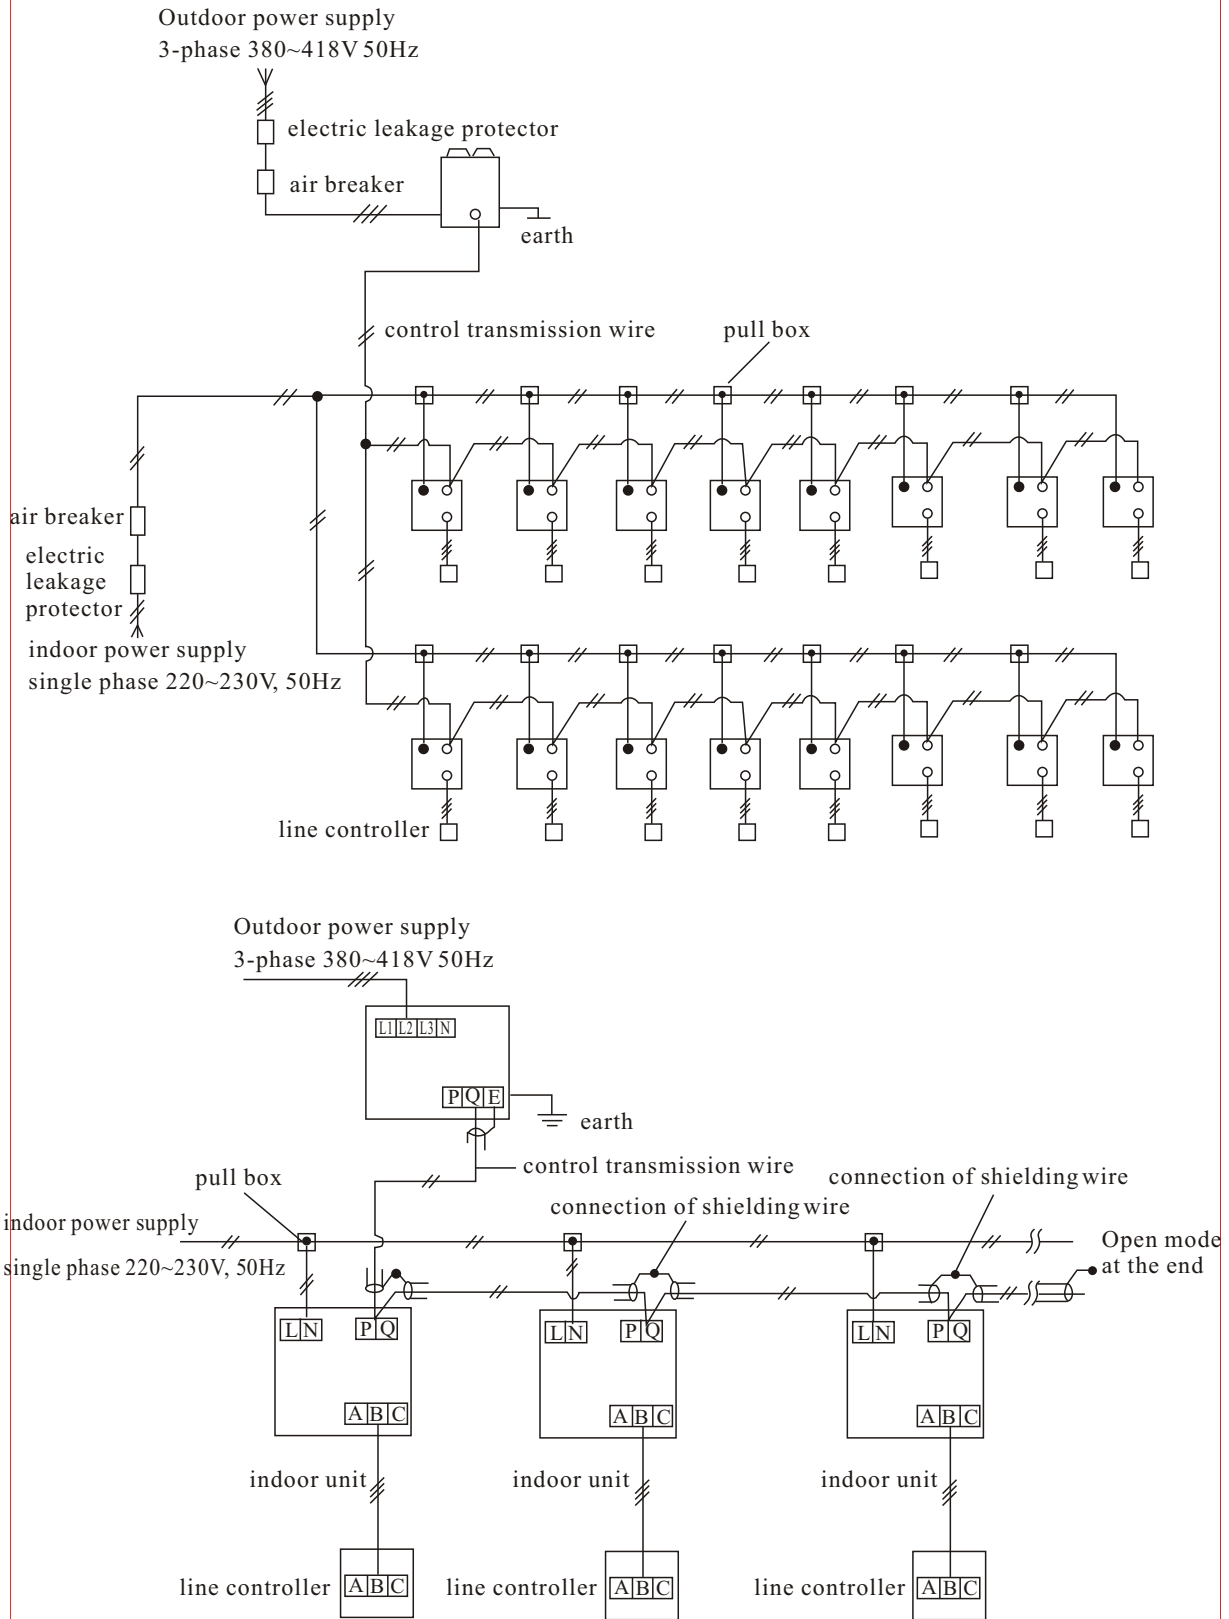 Outdoor power supply
3-phase 380~418V 50Hz
electric leakage protector
air breaker
earth
control transmission wire
pull box
air breaker
electric
leakage
protector
indoor power supply
single phase 220~230V, 50Hz
line controller
Outdoor power supply
3-phase 380~418V 50Hz
L1 L2 L3 N
P Q E
earth
control transmission wire
pull box
connection of shielding wire
connection of shielding wire
indoor power supply
single phase 220~230V, 50Hz
Open mode
at the end
L N
P Q
L N
P Q
L N
P Q
A B C
A B C
A B C
indoor unit
indoor unit
indoor unit
line controller
A B C
line controller
A B C
line controller
A B C